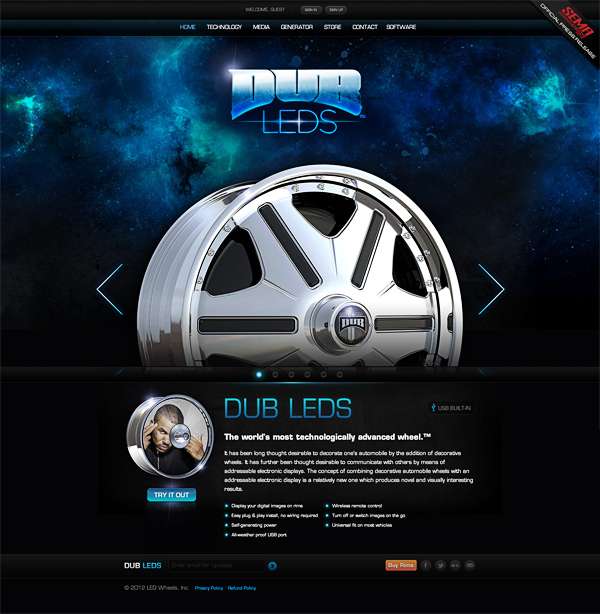 WELCOME, GUEST SIGN IN SIGN UP
SEMA
OFFICIAL PRESS RELEASE
HOME TECHNOLOGY MEDIA GENERATOR STORE CONTACT SOFTWARE
DUB
LEDS
DUB
DUB LEDS
USB BUILT-IN
The world's most technologically advanced wheel.™
It has been long thought desirable to decorate one's automobile by the addition of decorative
wheels. It has further been thought desirable to communicate with others by means of
addressable electronic displays. The concept of combining decorative automobile wheels with an
addressable electronic display is a relatively new one which produces novel and visually interesting
results.
TRY IT OUT
Display your digital images on rims
Wireless remote control
Easy plug & play install, no wiring required
Turn off or switch images on the go
Self-generating power
Universal fit on most vehicles
All-weather proof USB port
DUB LEDS Enter email for updates Buy Rims
© 2012 LED Wheels, Inc. Privacy Policy Refund Policy